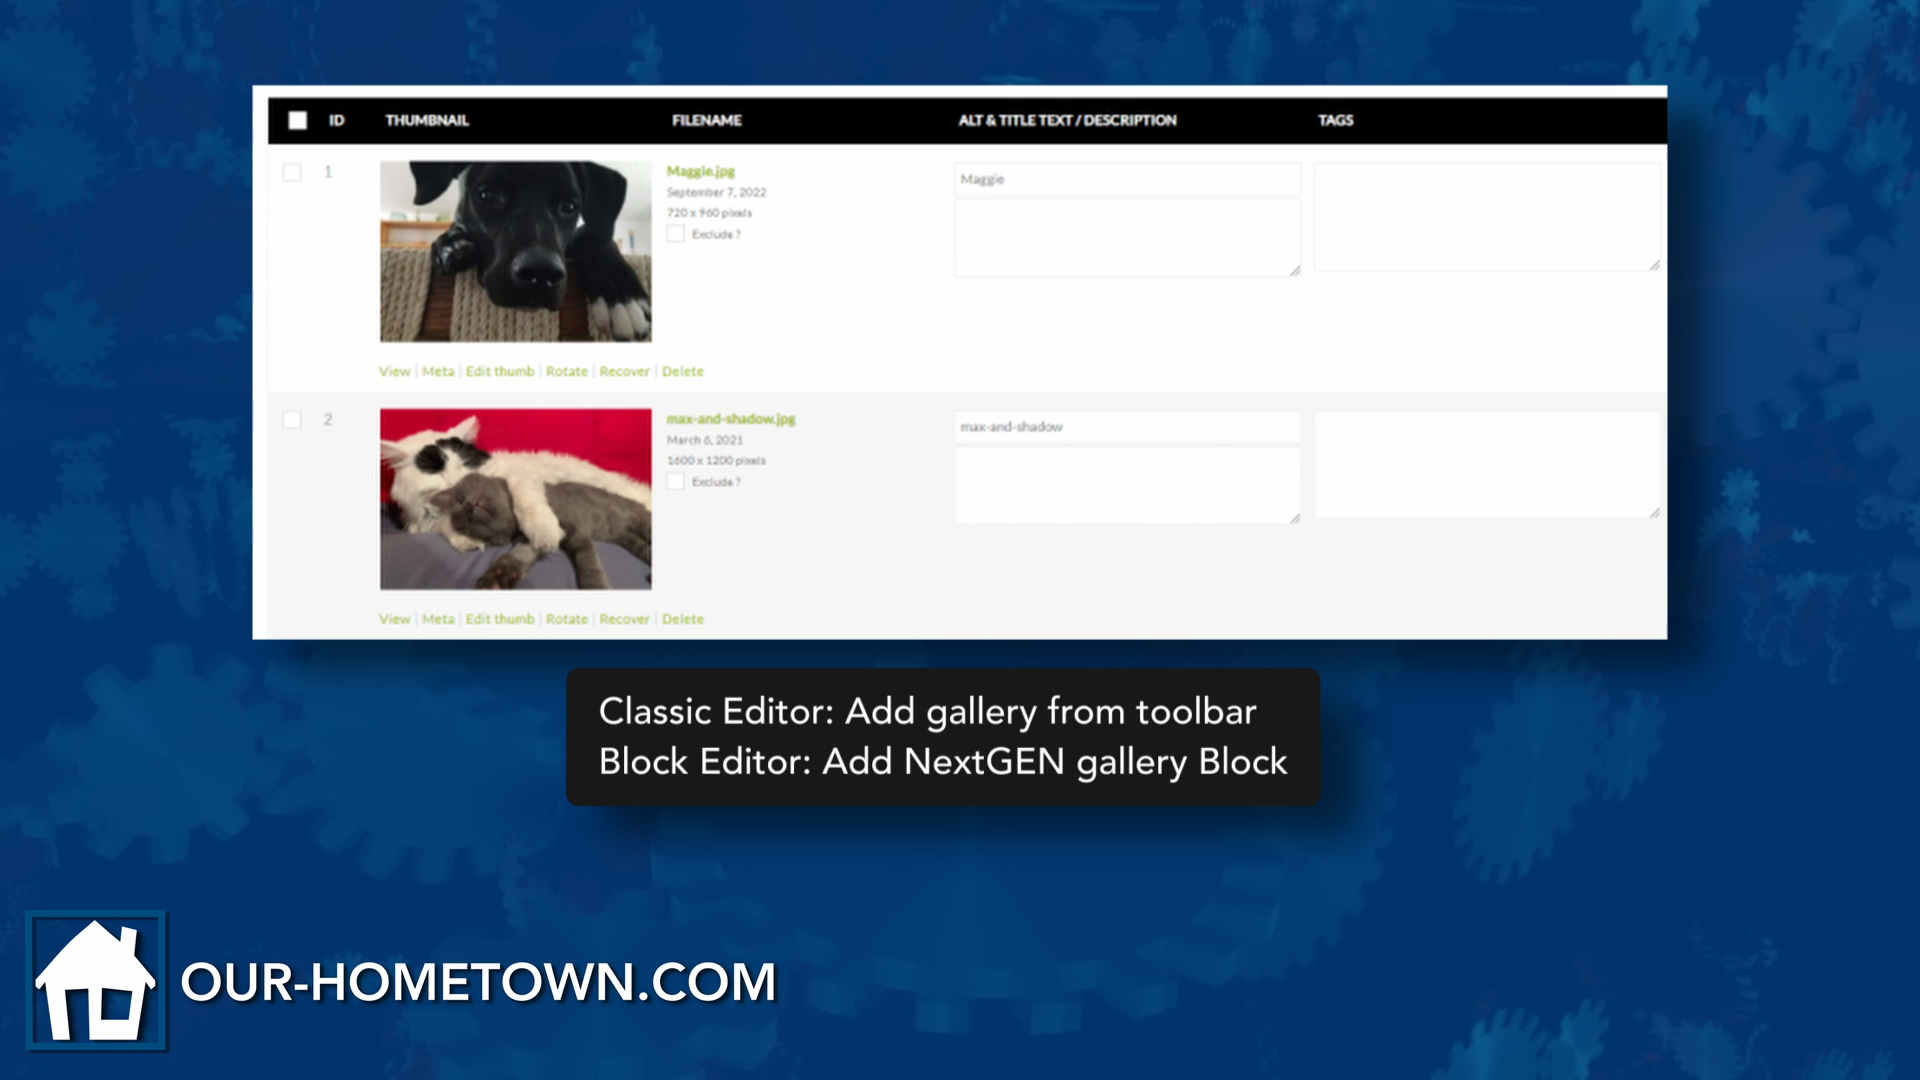 ID THUMBNAIL FILENAME ALT & TITLE TEXT / DESCRIPTION TAGS
1 Maggie.jpg Maggie
September 7, 2022
720 x 960 pixels
Exclude ?
View | Meta | Edit thumb | Rotate | Recover | Delete
2 max-and-shadow.jpg max-and-shadow
March 6, 2021
1600 x 1200 pixels
Exclude ?
View | Meta | Edit thumb | Rotate | Recover | Delete
Classic Editor: Add gallery from toolbar
Block Editor: Add NextGEN gallery Block
OUR-HOMETOWN.COM